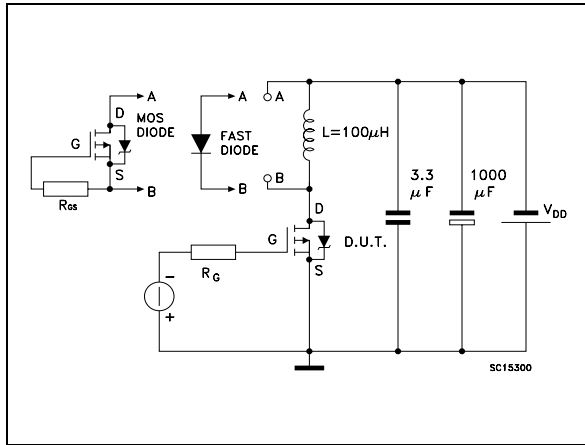 A
D
MOS
DIODE
G
S
B
RGS
A
FAST
DIODE
B
A
L=100μH
B
D
G
D.U.T.
S
RG
-
+
3.3
μF
1000
μF
VDD
SC15300